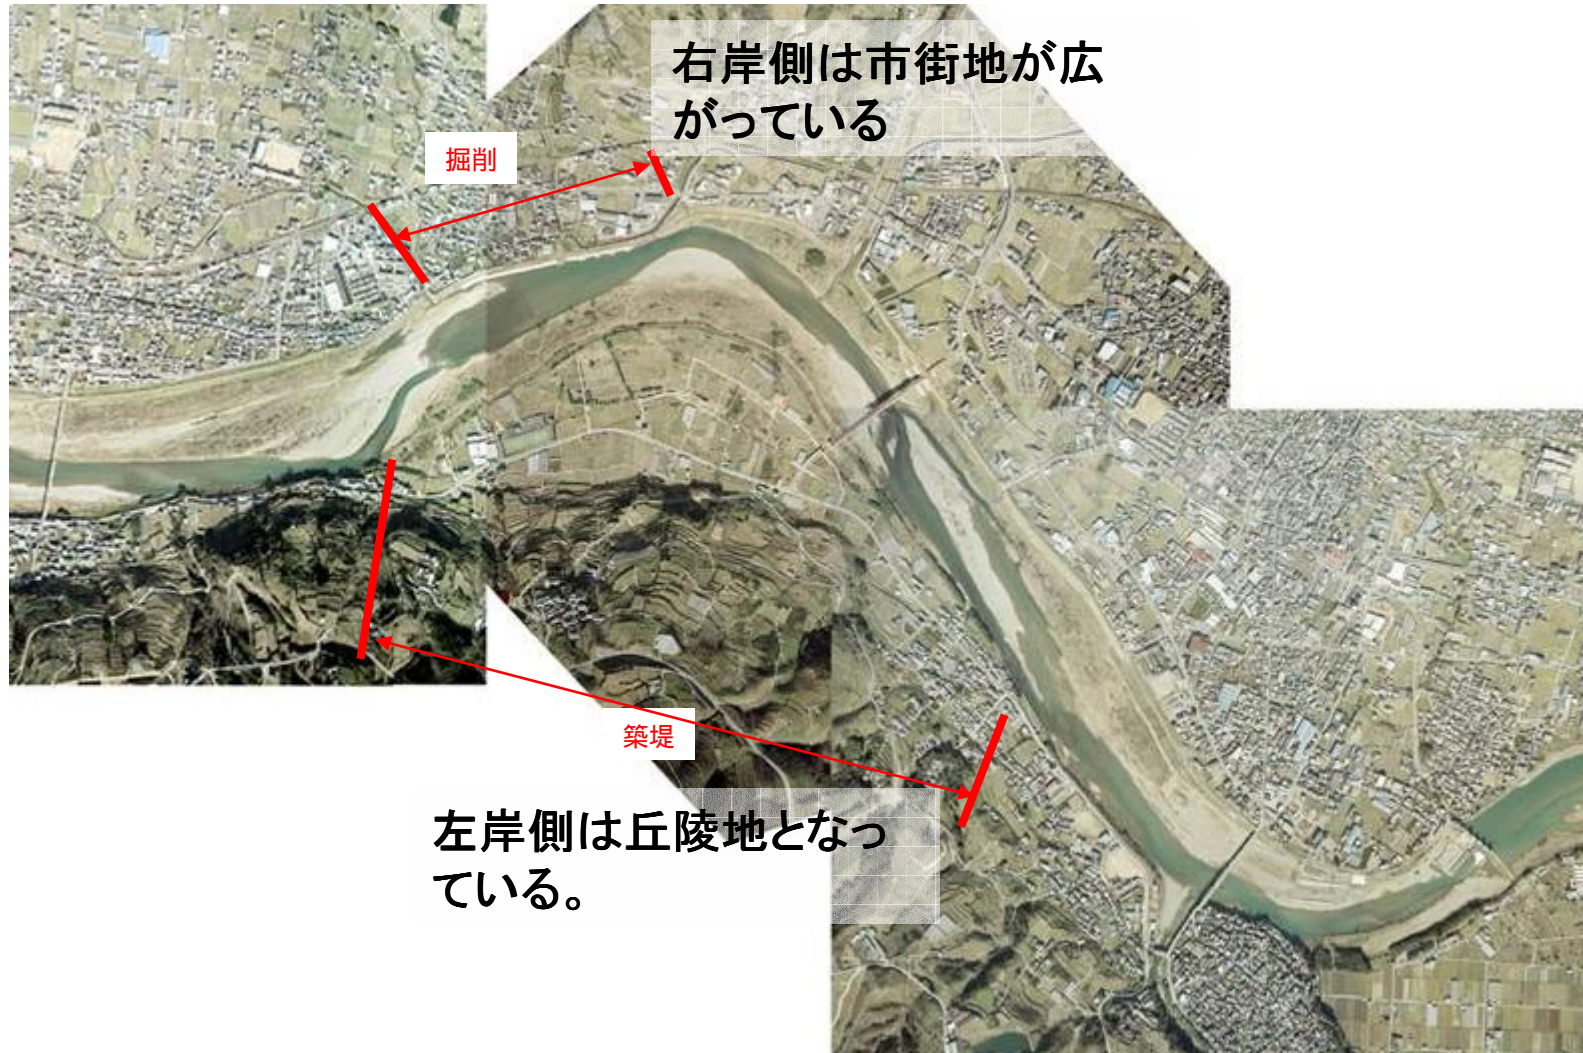 右岸側は市街地が広
がっている
掘削
築堤
左岸側は丘陵地となっ
ている。